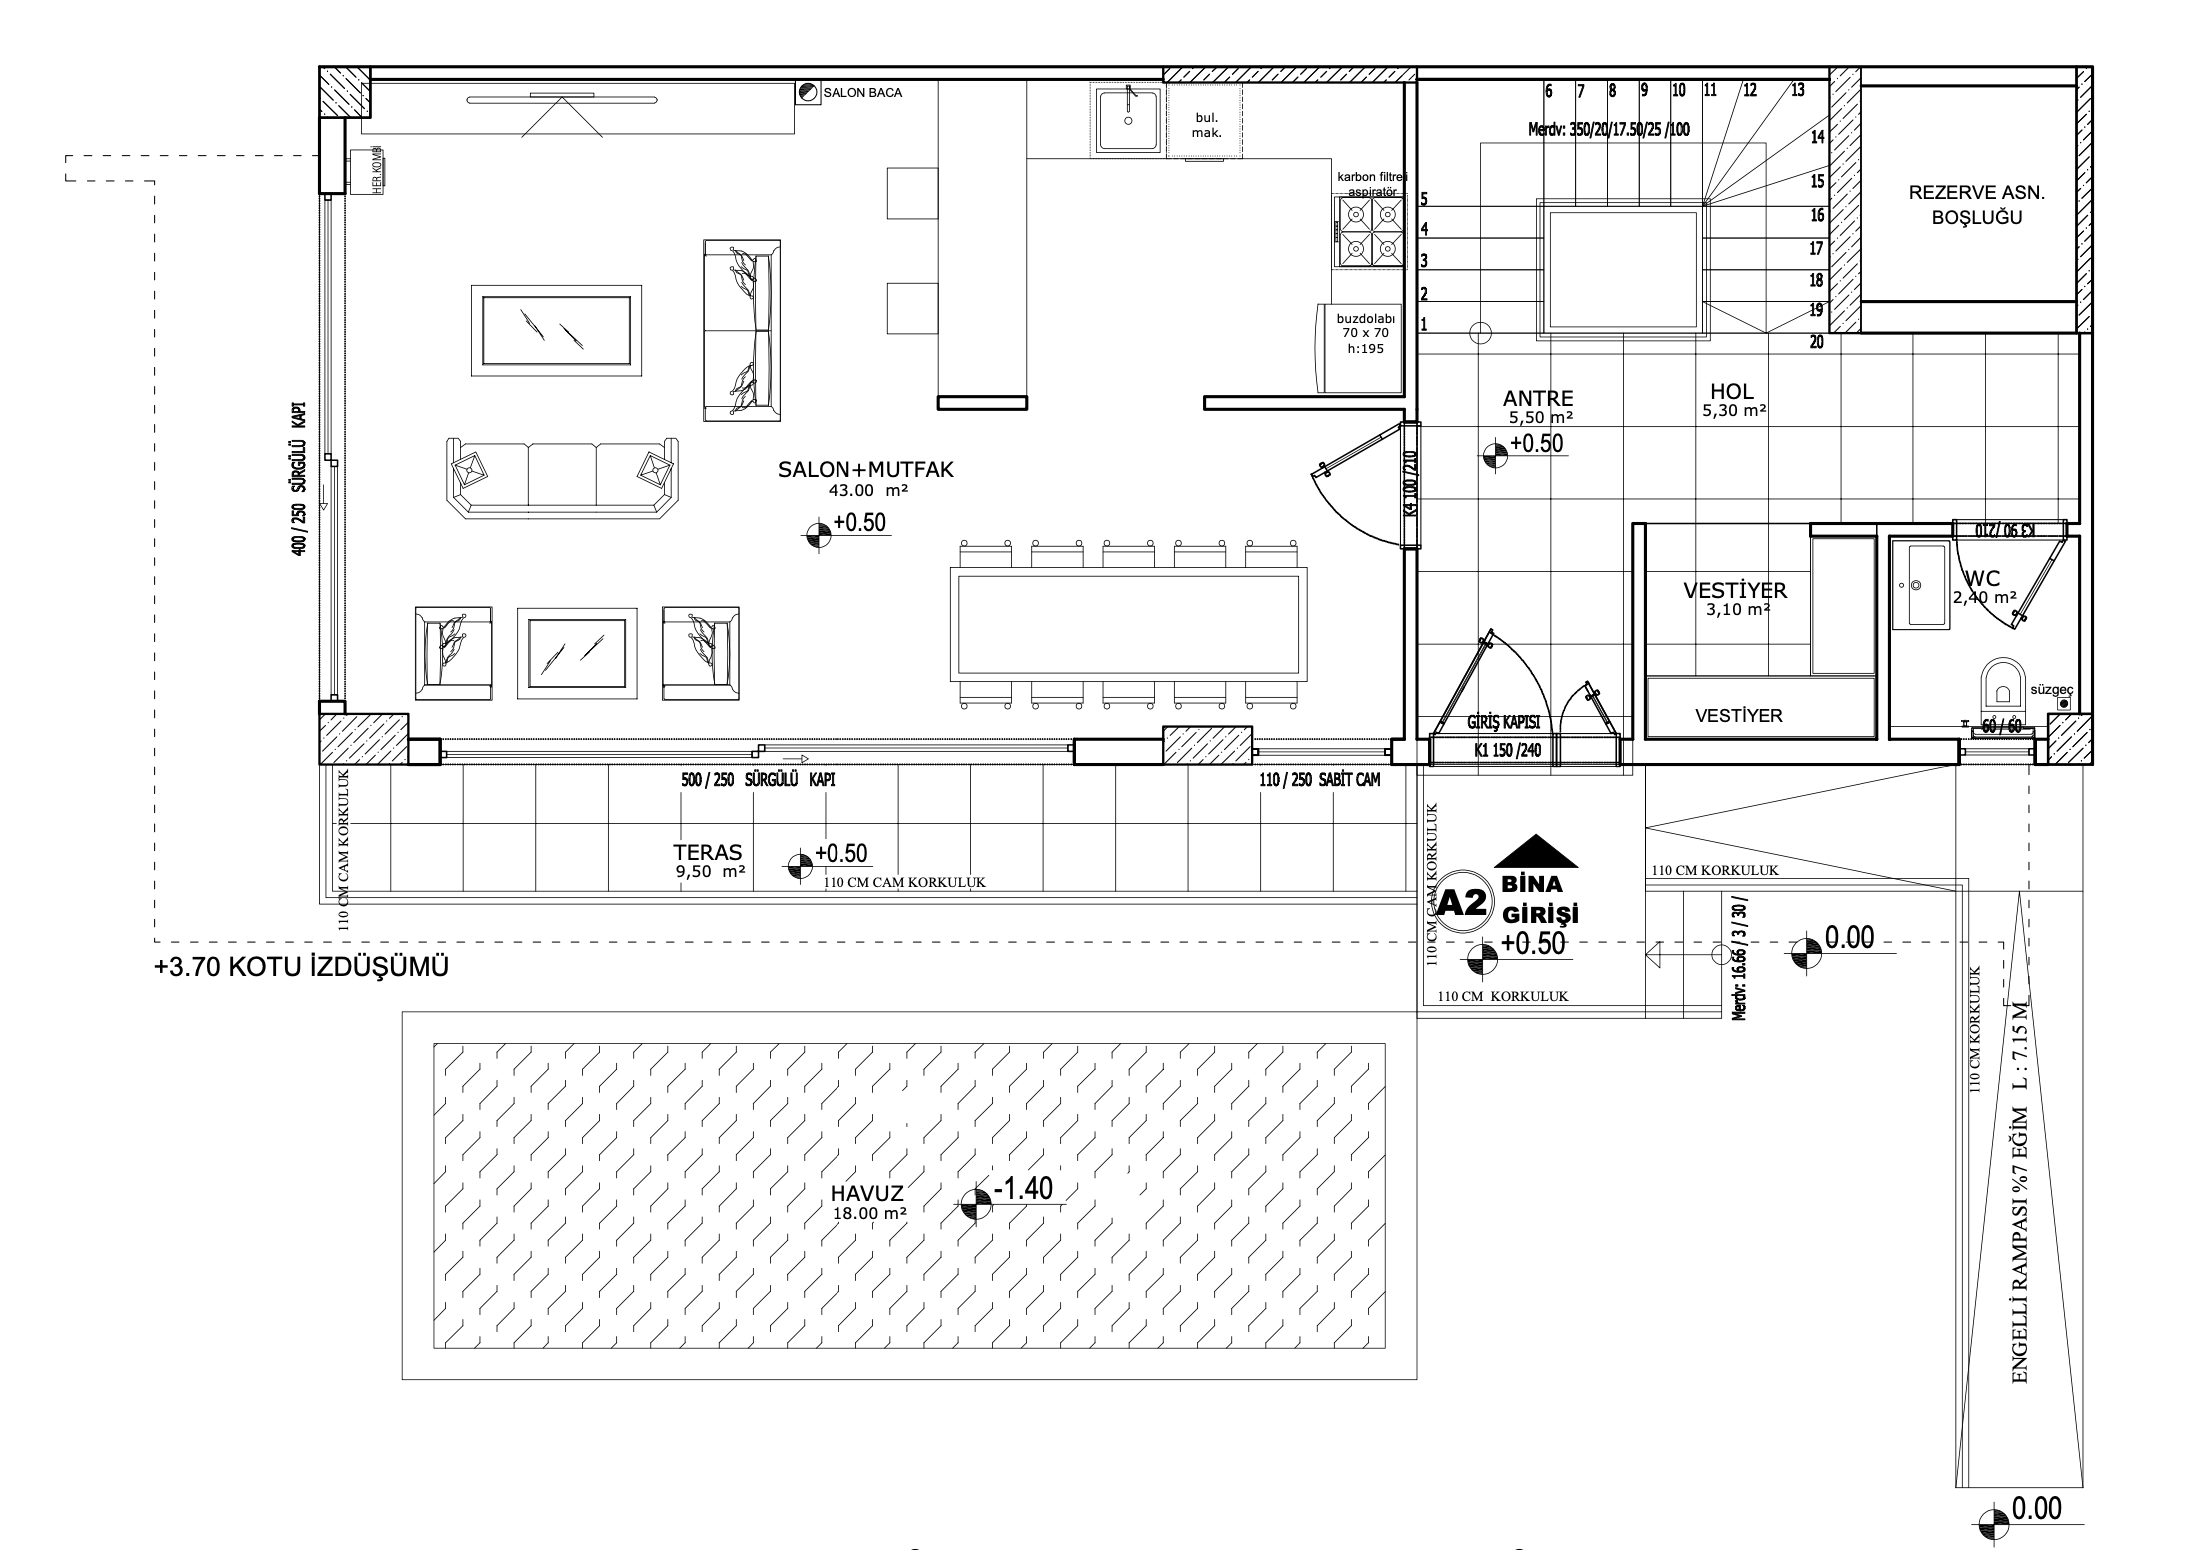 SALON BACA
bul.
mak.
6
7
8
9
10
11
12
13
Merdv: 350/20/17.50/25 /100
14
15
16
17
18
19
20
5
4
3
2
1
REZERVE ASN.
BOŞLUĞU
HER.KOMBİ
karbon filtreli
aspiratör
buzdolabı
70 x 70
h:195
ANTRE
5,50 m²
+0.50
HOL
5,30 m²
400 / 250 SÜRGÜLÜ KAPI
SALON+MUTFAK
43.00 m²
+0.50
K4 100 /210
K3 90 /210
VESTİYER
3,10 m²
WC
2,40 m²
süzgeç
VESTİYER
60 / 60
GİRİŞ KAPISI
K1 150 /240
500 / 250 SÜRGÜLÜ KAPI
110 / 250 SABİT CAM
110 CM CAM KORKULUK
TERAS
9,50 m²
+0.50
110 CM CAM KORKULUK
110 CM CAM KORKULUK
A2
BİNA
GİRİŞİ
+0.50
110 CM KORKULUK
110 CM KORKULUK
Merdv: 16.66 / 3 / 30 /
0.00
+3.70 KOTU İZDÜŞÜMÜ
110 CM KORKULUK
ENGELLİ RAMPASI %7 EĞİM L : 7.15 M
HAVUZ
18.00 m²
-1.40
0.00